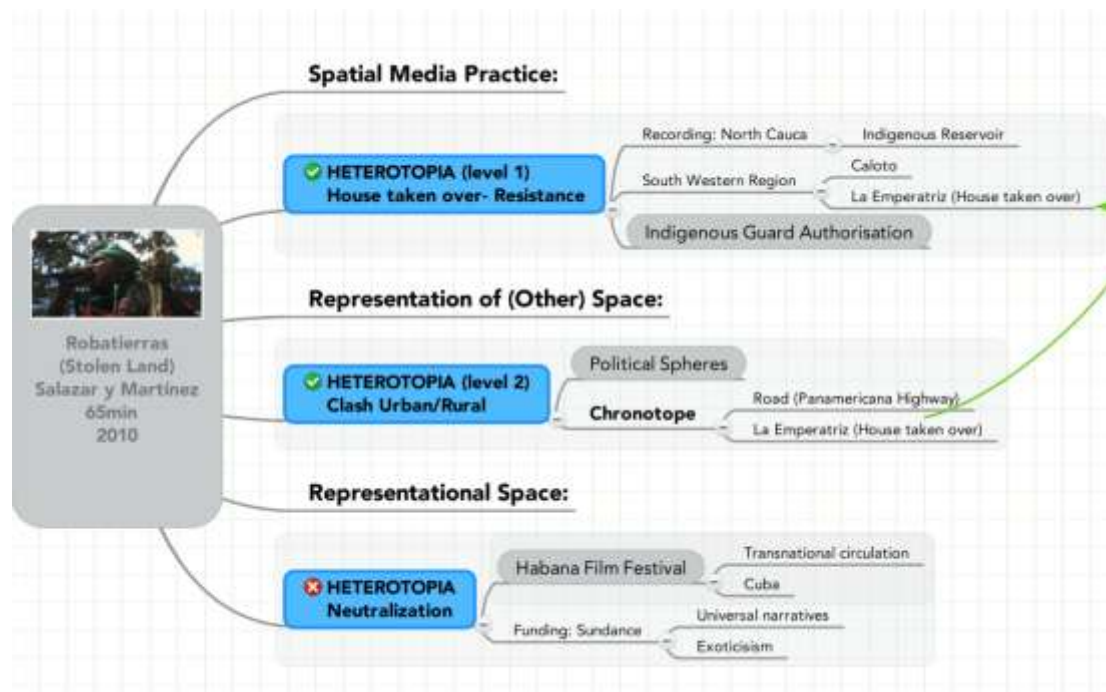 Spatial Media Practice:
HETEROTOPIA (level 1)
House taken over- Resistance
Recording: North Cauca
Indigenous Reservoir
South Western Region
Caloto
La Emperatriz (House taken over)
Indigenous Guard Authorisation
Robatierras
(Stolen Land)
Salazar y Martínez
65min
2010
Representation of (Other) Space:
HETEROTOPIA (level 2)
Clash Urban/Rural
Political Spheres
Chronotope
Road (Panamericana Highway)
La Emperatriz (House taken over)
Representational Space:
HETEROTOPIA
Neutralization
Habana Film Festival
Transnational circulation
Cuba
Funding: Sundance
Universal narratives
Exoticisism